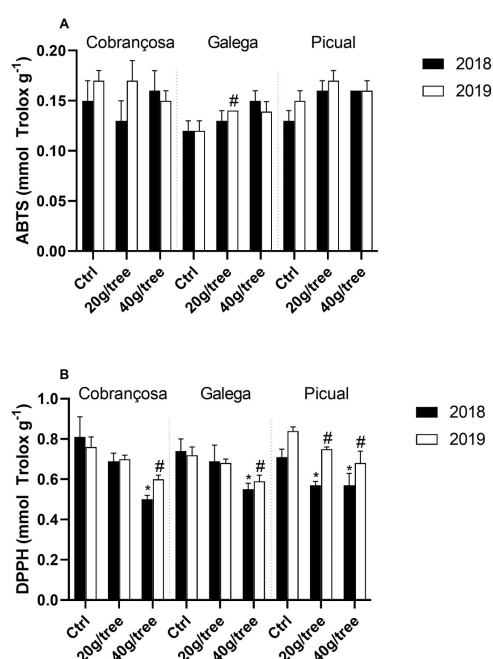 A
Cobrançosa Galega Picual
2018
2019
ABTS (mmol Trolox g⁻¹)
0.20
0.15
0.10
0.05
0.00
#
Ctrl 20g/tree 40g/tree Ctrl 20g/tree 40g/tree Ctrl 20g/tree 40g/tree
B
Cobrançosa Galega Picual
2018
2019
DPPH (mmol Trolox g⁻¹)
1.0
0.8
0.6
0.4
0.2
0.0
* # * # * # * #
Ctrl 20g/tree 40g/tree Ctrl 20g/tree 40g/tree Ctrl 20g/tree 40g/tree